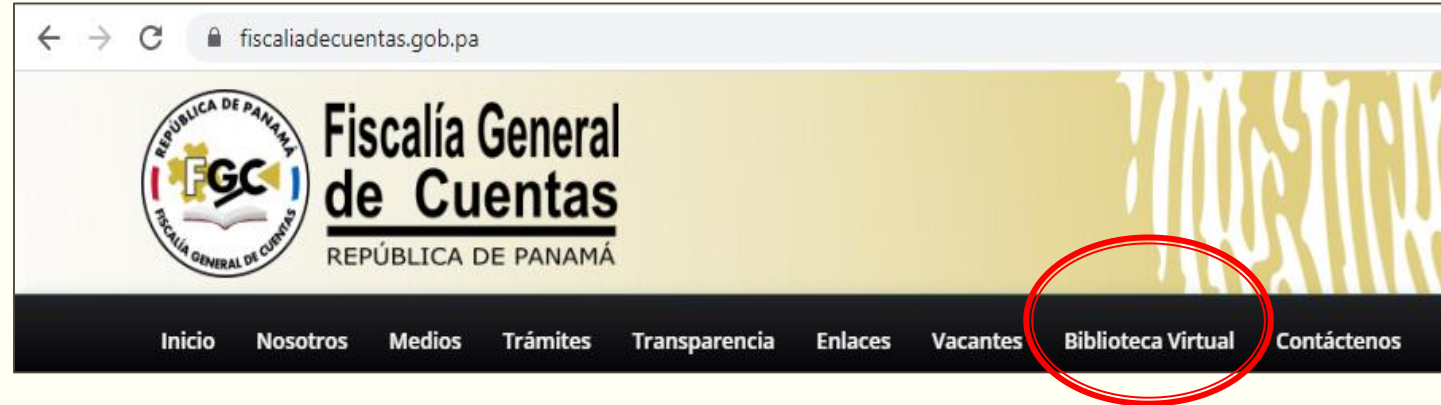 fiscaliadecuentas.gob.pa
REPÚBLICA DE PANAMÁ
FGC
FISCALÍA GENERAL DE CUENTAS
Fiscalía General
de Cuentas
REPÚBLICA DE PANAMÁ
Inicio Nosotros Medios Trámites Transparencia Enlaces Vacantes Biblioteca Virtual Contáctenos